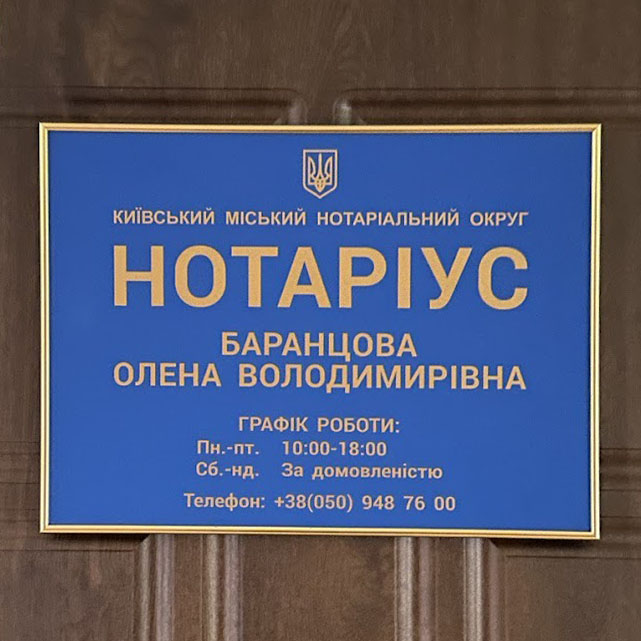 КИЇВСЬКИЙ МІСЬКИЙ НОТАРІАЛЬНИЙ ОКРУГ
НОТАРІУС
БАРАНЦОВА
ОЛЕНА ВОЛОДИМИРІВНА
ГРАФІК РОБОТИ:
Пн.-пт. 10:00-18:00
Сб.-нд. За домовленістю
Телефон: +38(050) 948 76 00